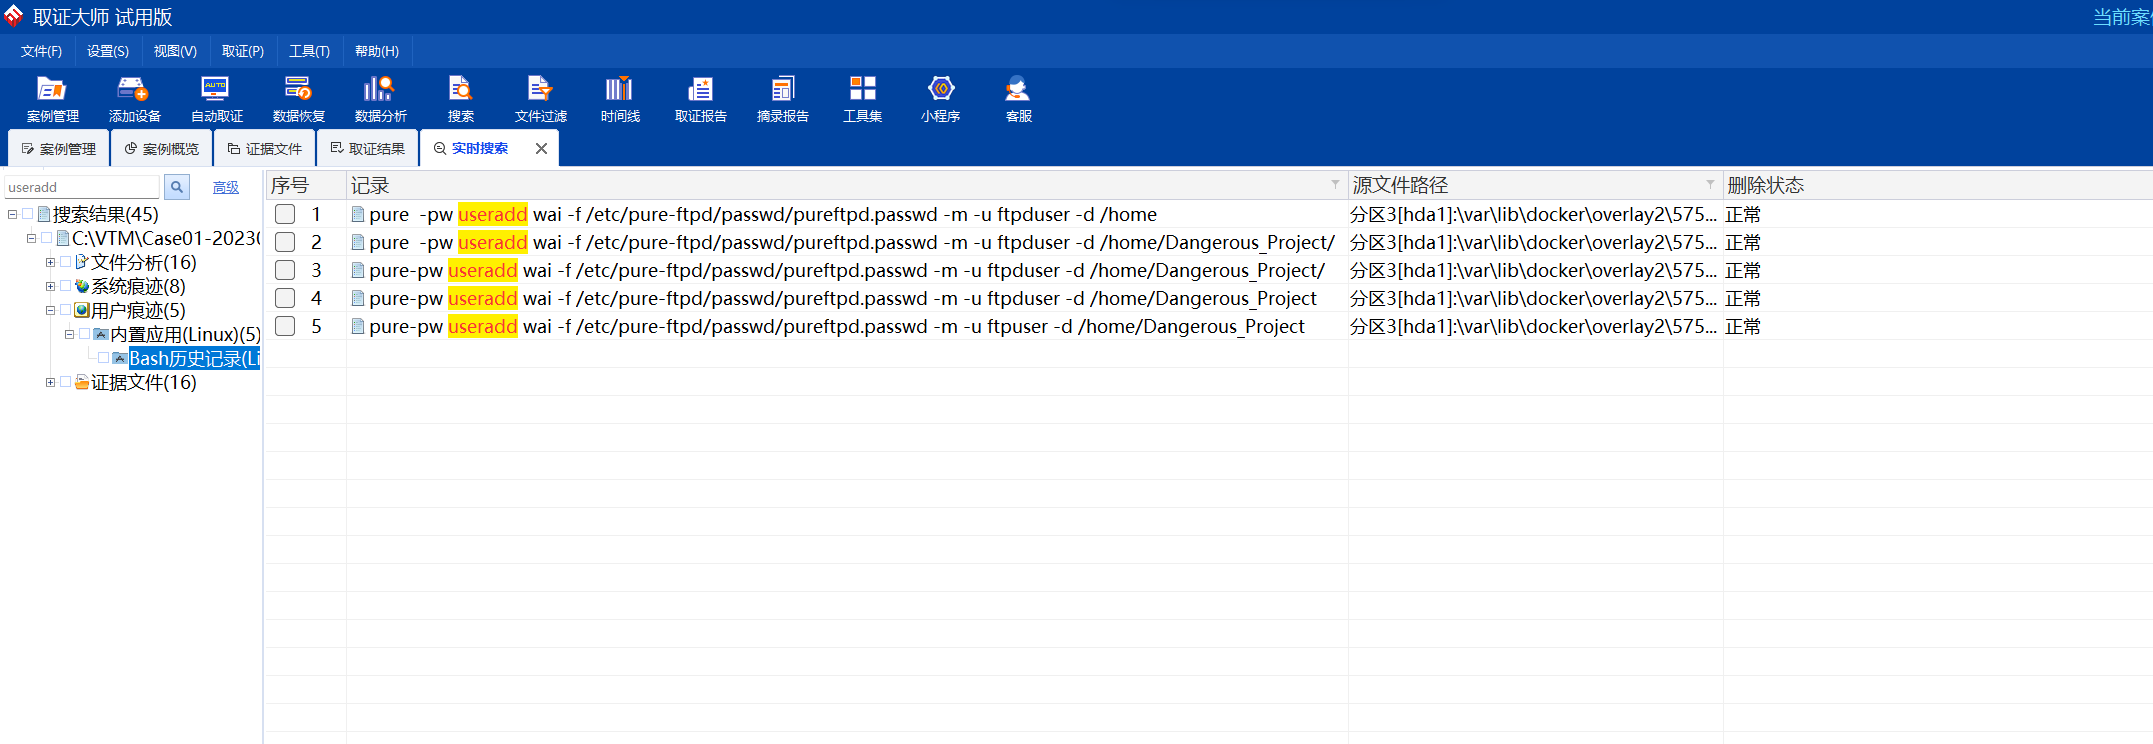 取证大师 试用版
当前案
文件(F) 设置(S) 视图(V) 取证(P) 工具(T) 帮助(H)
案例管理 添加设备 自动取证 数据恢复 数据分析 搜索 文件过滤 时间线 取证报告 摘录报告 工具集 小程序 客服
案例管理 案例概览 证据文件 取证结果 实时搜索
useradd 高级
搜索结果(45)
C:\VTM\Case01-2023
文件分析(16)
系统痕迹(8)
用户痕迹(5)
内置应用(Linux)(5)
Bash历史记录(Li
证据文件(16)
序号 记录 源文件路径 删除状态
1 pure  -pw useradd wai -f /etc/pure-ftpd/passwd/pureftpd.passwd -m -u ftpduser -d /home 分区3[hda1]:\var\lib\docker\overlay2\575... 正常
2 pure  -pw useradd wai -f /etc/pure-ftpd/passwd/pureftpd.passwd -m -u ftpduser -d /home/Dangerous_Project/ 分区3[hda1]:\var\lib\docker\overlay2\575... 正常
3 pure-pw useradd wai -f /etc/pure-ftpd/passwd/pureftpd.passwd -m -u ftpduser -d /home/Dangerous_Project/ 分区3[hda1]:\var\lib\docker\overlay2\575... 正常
4 pure-pw useradd wai -f /etc/pure-ftpd/passwd/pureftpd.passwd -m -u ftpduser -d /home/Dangerous_Project 分区3[hda1]:\var\lib\docker\overlay2\575... 正常
5 pure-pw useradd wai -f /etc/pure-ftpd/passwd/pureftpd.passwd -m -u ftpuser -d /home/Dangerous_Project 分区3[hda1]:\var\lib\docker\overlay2\575... 正常